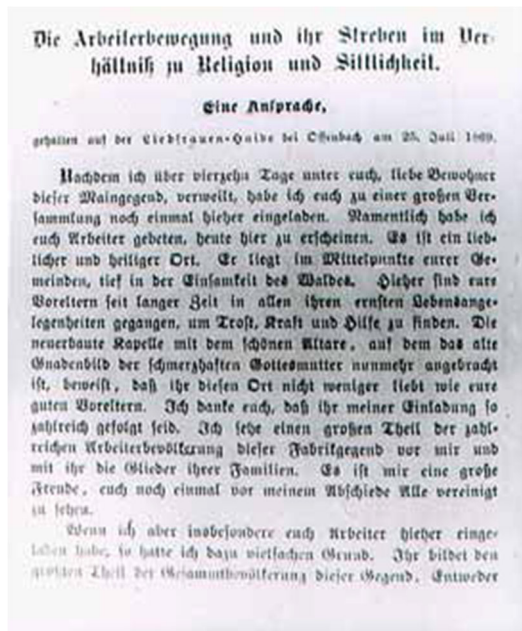 Die Arbeiterbewegung und ihr Streben im Ver-
hältniß zu Religion und Sittlichkeit.
Eine Ansprache,
gehalten auf der Liebfrauen-Haide bei Offenbach am 25. Juli 1869.
Nachdem ich über vierzehn Tage unter euch, liebe Bewohner
dieser Maingegend, verweilt, habe ich euch zu einer großen Ver-
sammlung noch einmal hieher eingeladen. Namentlich habe ich
euch Arbeiter gebeten, heute hier zu erscheinen. Es ist ein lieb-
licher und heiliger Ort. Er liegt im Mittelpunkte eurer Ge-
meinden, tief in der Einsamkeit des Waldes. Hieher sind eure
Voreltern seit langer Zeit in allen ihren ernsten Lebensange-
legenheiten gegangen, um Trost, Kraft und Hilfe zu finden. Die
neuerbaute Kapelle mit dem schönen Altare, auf dem das alte
Gnadenbild der schmerzhaften Gottesmutter nunmehr angebracht
ist, beweist, daß ihr diesen Ort nicht weniger liebt wie eure
guten Voreltern. Ich danke euch, daß ihr meiner Einladung so
zahlreich gefolgt seid. Ich sehe einen großen Theil der zahl-
reichen Arbeiterbevölkerung dieser Fabrikgegend vor mir und
mit ihr die Glieder ihrer Familien. Es ist mir eine große
Freude, euch noch einmal vor meinem Abschiede Alle vereinigt
zu sehen.
Wenn ich aber insbesondere euch Arbeiter hieher einge-
laden habe, so hatte ich dazu vielfachen Grund. Ihr bildet den
größten Theil der Gesammtbevölkerung dieser Gegend. Entweder